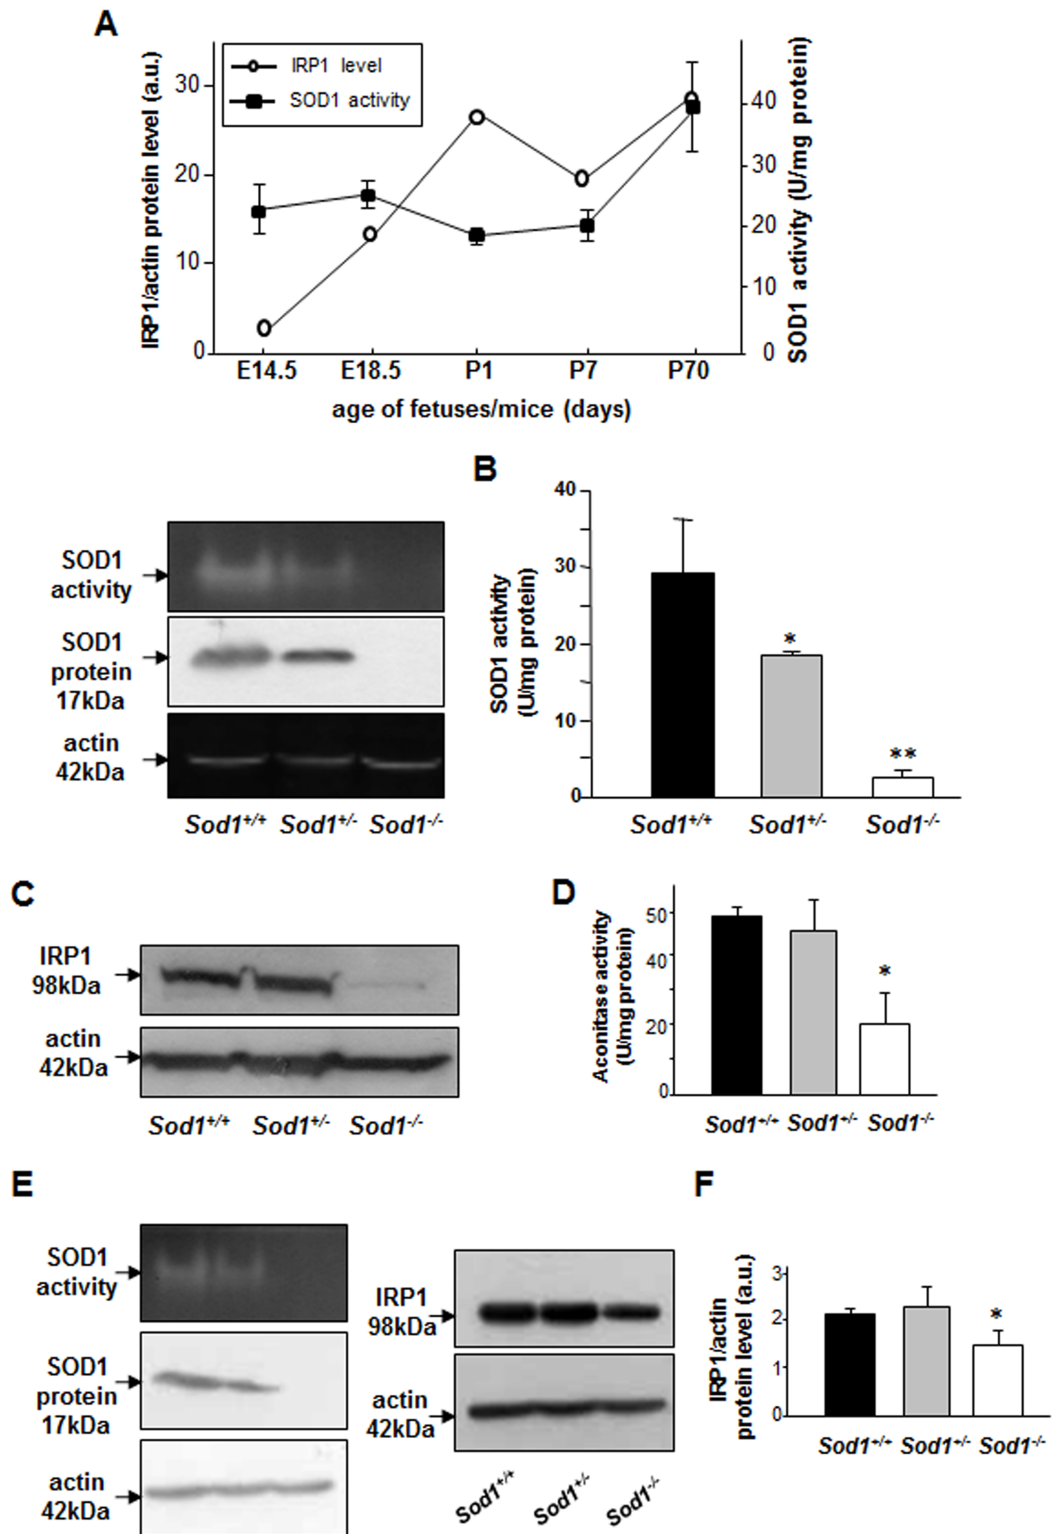 A
IRP1 level
SOD1 activity
IRP1/actin protein level (a.u.)
30
20
10
0
SOD1 activity (U/mg protein)
40
30
20
10
0
E14.5 E18.5 P1 P7 P70
age of fetuses/mice (days)
SOD1
activity
SOD1
protein
17kDa
actin
42kDa
Sod1+/+ Sod1+/- Sod1-/-
B
SOD1 activity
(U/mg protein)
40
30
20
10
0
*
**
Sod1+/+ Sod1+/- Sod1-/-
C
IRP1
98kDa
actin
42kDa
Sod1+/+ Sod1+/- Sod1-/-
D
Aconitase activity
(U/mg protein)
50
40
20
0
*
Sod1+/+ Sod1+/- Sod1-/-
E
SOD1
activity
SOD1
protein
17kDa
actin
42kDa
IRP1
98kDa
actin
42kDa
Sod1+/+ Sod1+/- Sod1-/-
F
IRP1/actin
protein level (a.u.)
3
2
1
0
*
Sod1+/+ Sod1+/- Sod1-/-